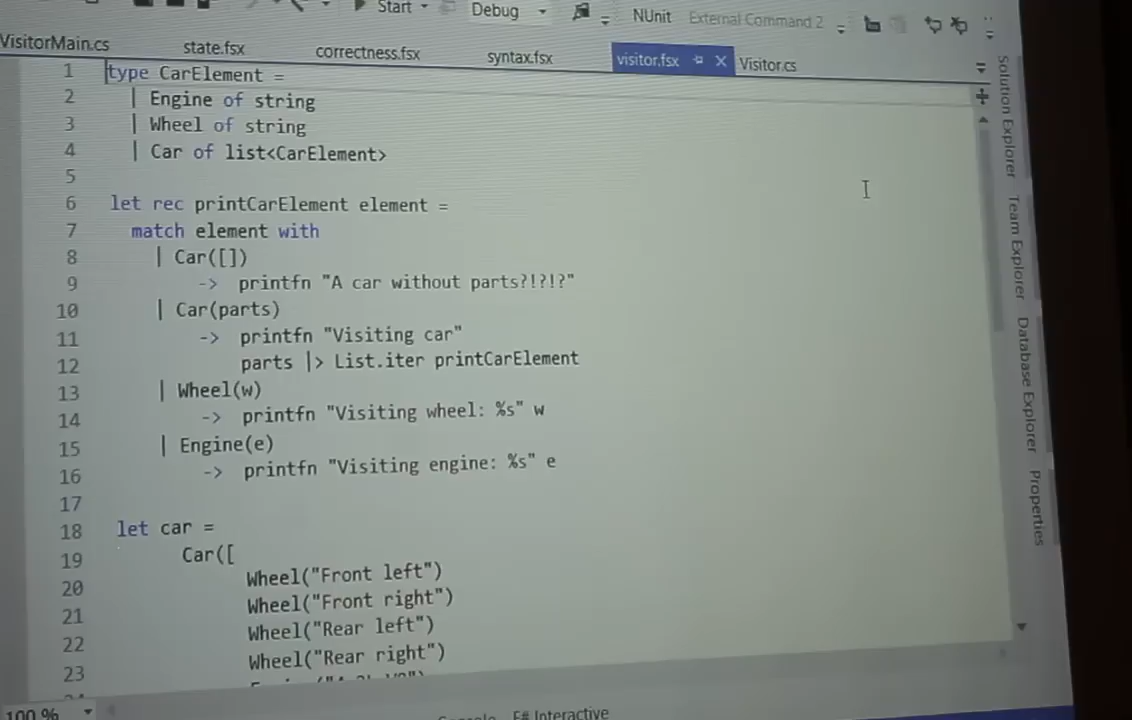 Start Debug NUnit External Command 2
VisitorMain.cs state.fsx correctness.fsx syntax.fsx visitor.fsx Visitor.cs
1 type CarElement =
2 | Engine of string
3 | Wheel of string
4 | Car of list<CarElement>
5
6 let rec printCarElement element =
7 match element with
8 | Car([])
9 -> printfn "A car without parts?!?!?"
10 | Car(parts)
11 -> printfn "Visiting car"
12 parts |> List.iter printCarElement
13 | Wheel(w)
14 -> printfn "Visiting wheel: %s" w
15 | Engine(e)
16 -> printfn "Visiting engine: %s" e
17
18 let car =
19 Car([
20 Wheel("Front left")
21 Wheel("Front right")
22 Wheel("Rear left")
23 Wheel("Rear right")
100 %
F# Interactive
Solution Explorer
Team Explorer
Database Explorer
Properties